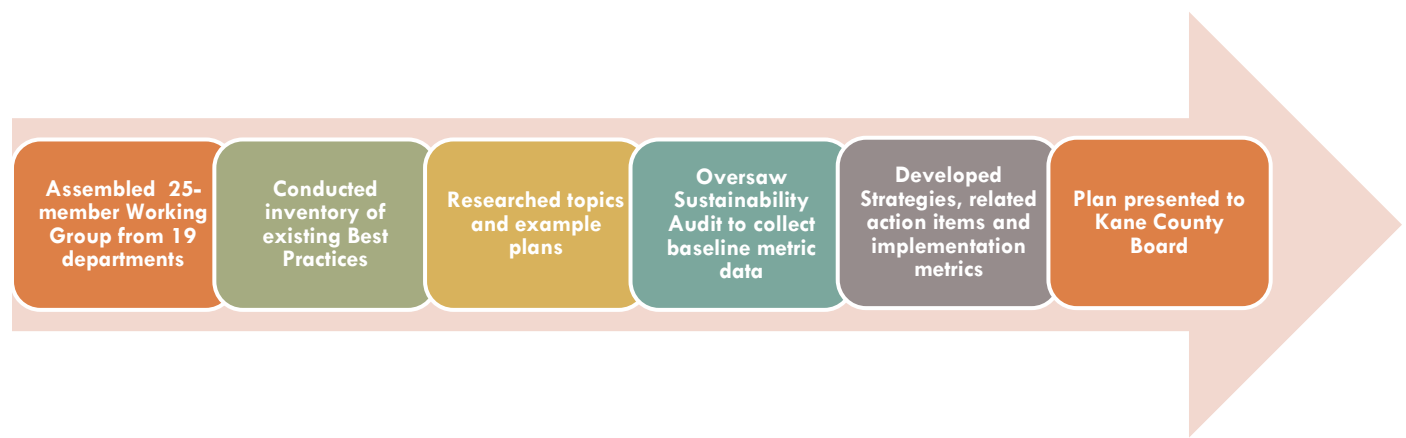 Assembled 25-
member Working
Group from 19
departments
Conducted
inventory of
existing Best
Practices
Researched topics
and example
plans
Oversaw
Sustainability
Audit to collect
baseline metric
data
Developed
Strategies, related
action items and
implementation
metrics
Plan presented to
Kane County
Board